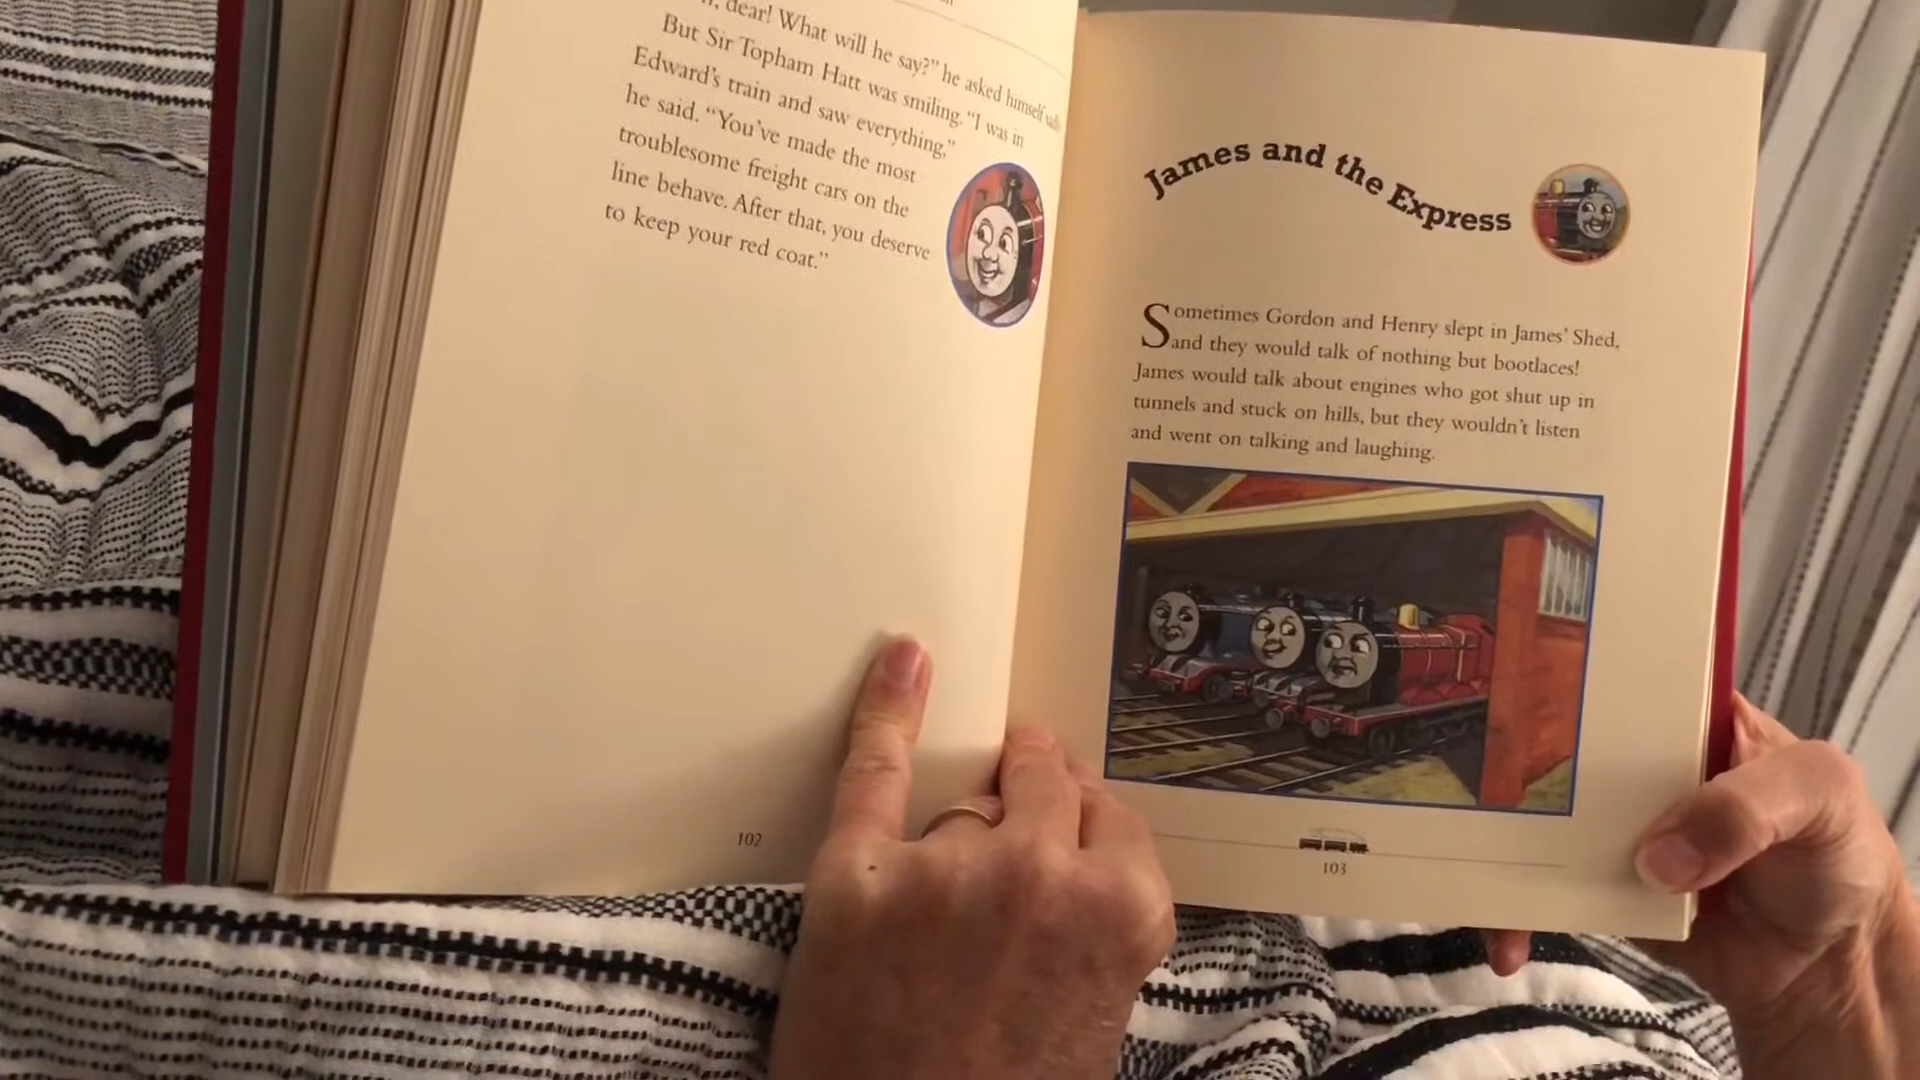 dear! What will he say?" he asked himself
But Sir Topham Hatt was smiling. "I was in
Edward's train and saw everything,"
he said. "You've made the most
troublesome freight cars on the
line behave. After that, you deserve
to keep your red coat."
102
James and the Express
Sometimes Gordon and Henry slept in James' Shed,
and they would talk of nothing but bootlaces!
James would talk about engines who got shut up in
tunnels and stuck on hills, but they wouldn't listen
and went on talking and laughing.
103